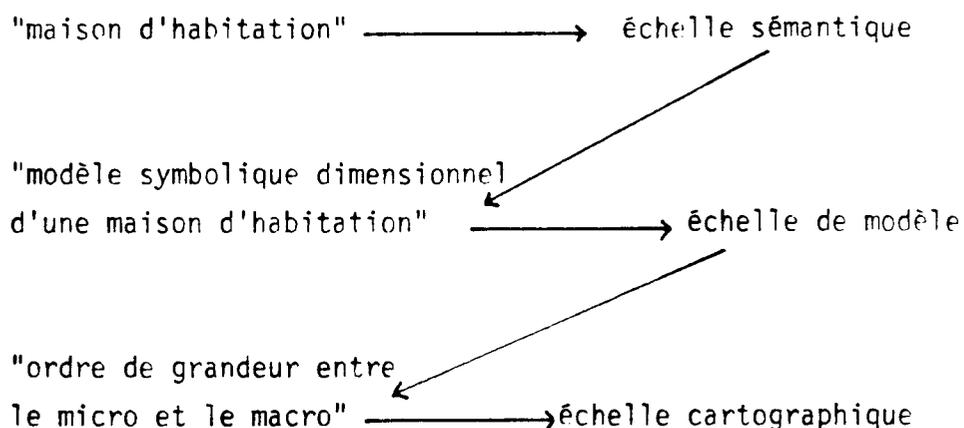 "maison d'habitation" échelle sémantique
"modèle symbolique dimensionnel
d'une maison d'habitation" échelle de modèle
"ordre de grandeur entre
le micro et le macro" échelle cartographique